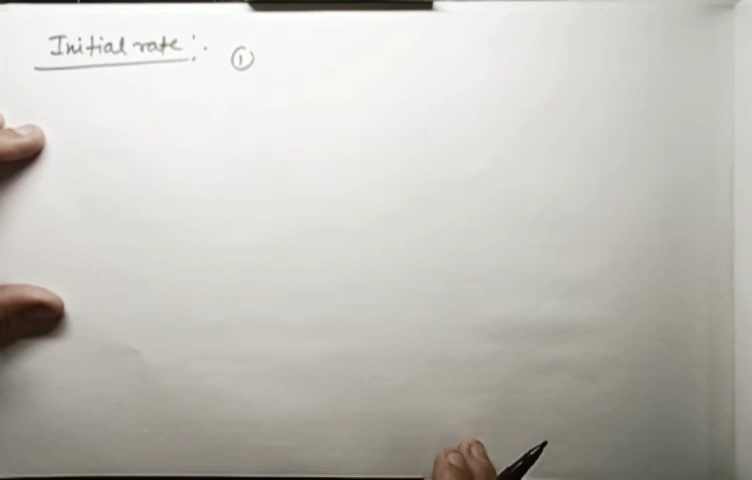 Initial rate :. ①